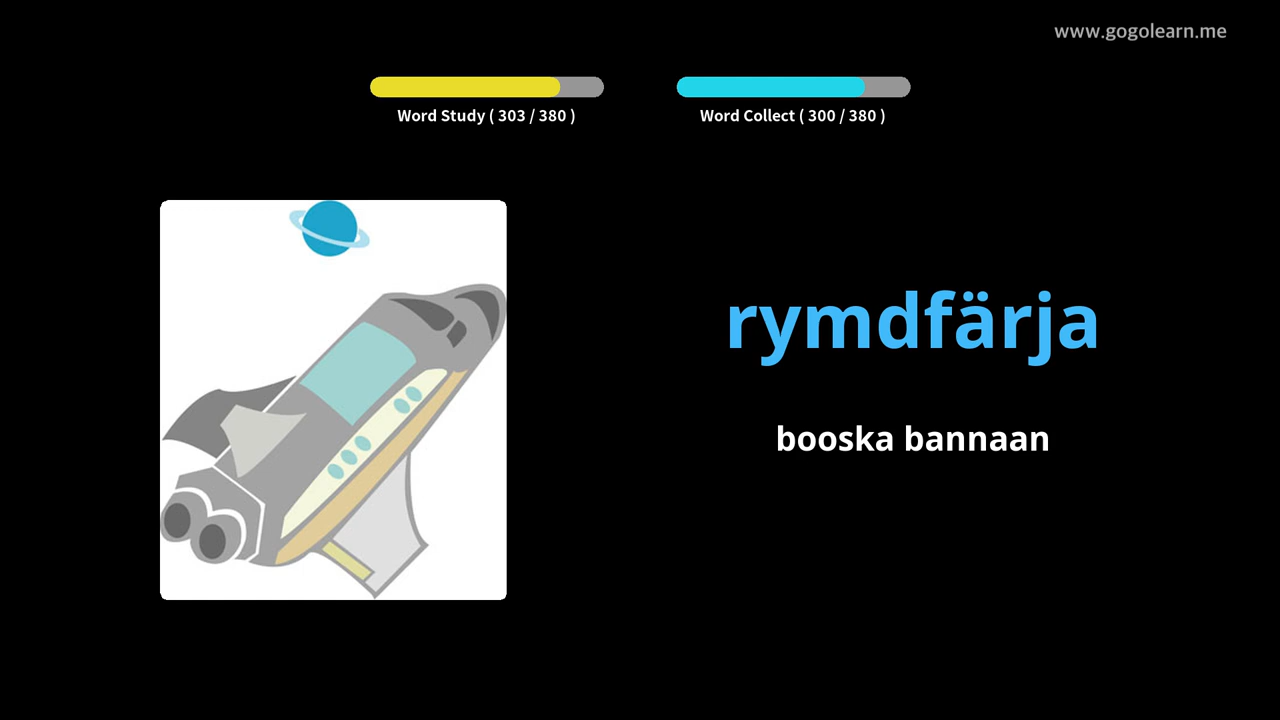 www.gogolearn.me
Word Study ( 303 / 380 )
Word Collect ( 300 / 380 )
rymdfärja
booska bannaan